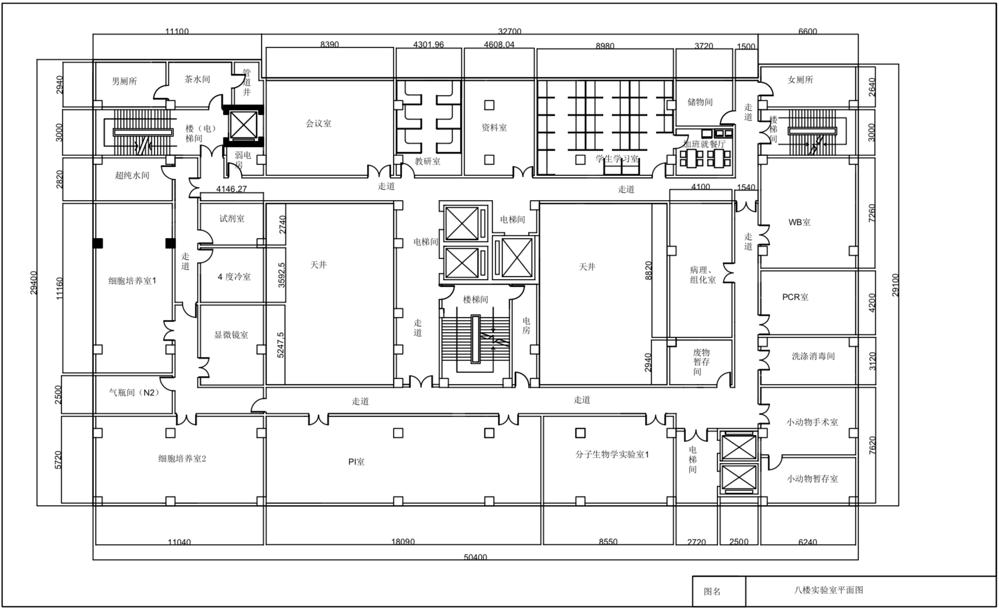 11100
32700
6600
8390
4301.96
4608.04
8980
3720
1500
2940
男厕所
茶水间
管道井
女厕所
2640
储物间
走道
3000
楼（电）
梯间
会议室
资料室
楼梯间
3000
加班就餐厅
弱电
房
教研室
学生学习室
2820
超纯水间
走道
走道
4146.27
4100
1540
试剂室
2740
电梯间
WB室
7260
电梯间
走道
走道
天井
天井
8820
病理、
组化室
29400
11160
细胞培养室1
4 度冷室
3592.5
29100
PCR室
4200
楼梯间
走道
电房
显微镜室
5247.5
2940
废物
暂存
间
洗涤消毒间
3120
2500
气瓶间（N2）
走道
走道
小动物手术室
5720
细胞培养室2
PI室
分子生物学实验室1
电梯间
7620
小动物暂存室
11040
18090
8550
2720
2500
6240
50400
图名
八楼实验室平面图